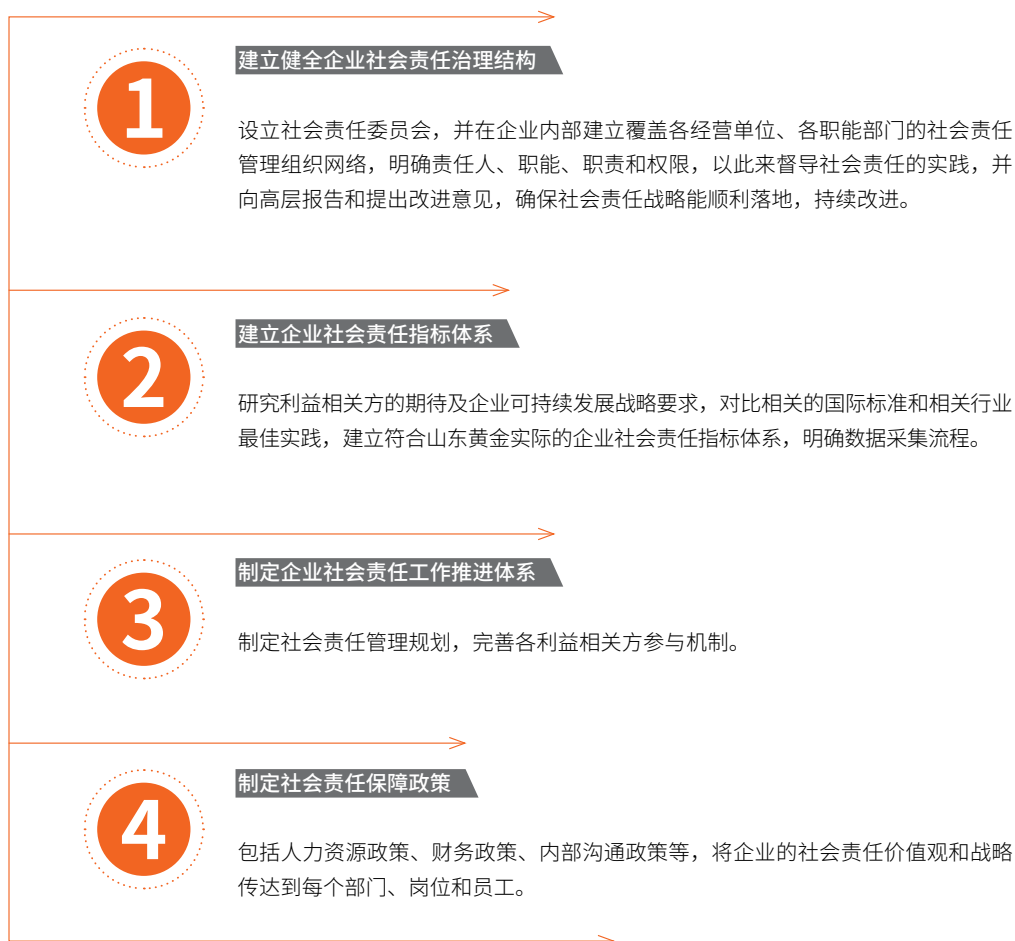 1
建立健全企业社会责任治理结构
设立社会责任委员会，并在企业内部建立覆盖各经营单位、各职能部门的社会责任
管理组织网络，明确责任人、职能、职责和权限，以此来督导社会责任的实践，并
向高层报告和提出改进意见，确保社会责任战略能顺利落地，持续改进。
2
建立企业社会责任指标体系
研究利益相关方的期待及企业可持续发展战略要求，对比相关的国际标准和相关行业
最佳实践，建立符合山东黄金实际的企业社会责任指标体系，明确数据采集流程。
3
制定企业社会责任工作推进体系
制定社会责任管理规划，完善各利益相关方参与机制。
4
制定社会责任保障政策
包括人力资源政策、财务政策、内部沟通政策等，将企业的社会责任价值观和战略
传达到每个部门、岗位和员工。